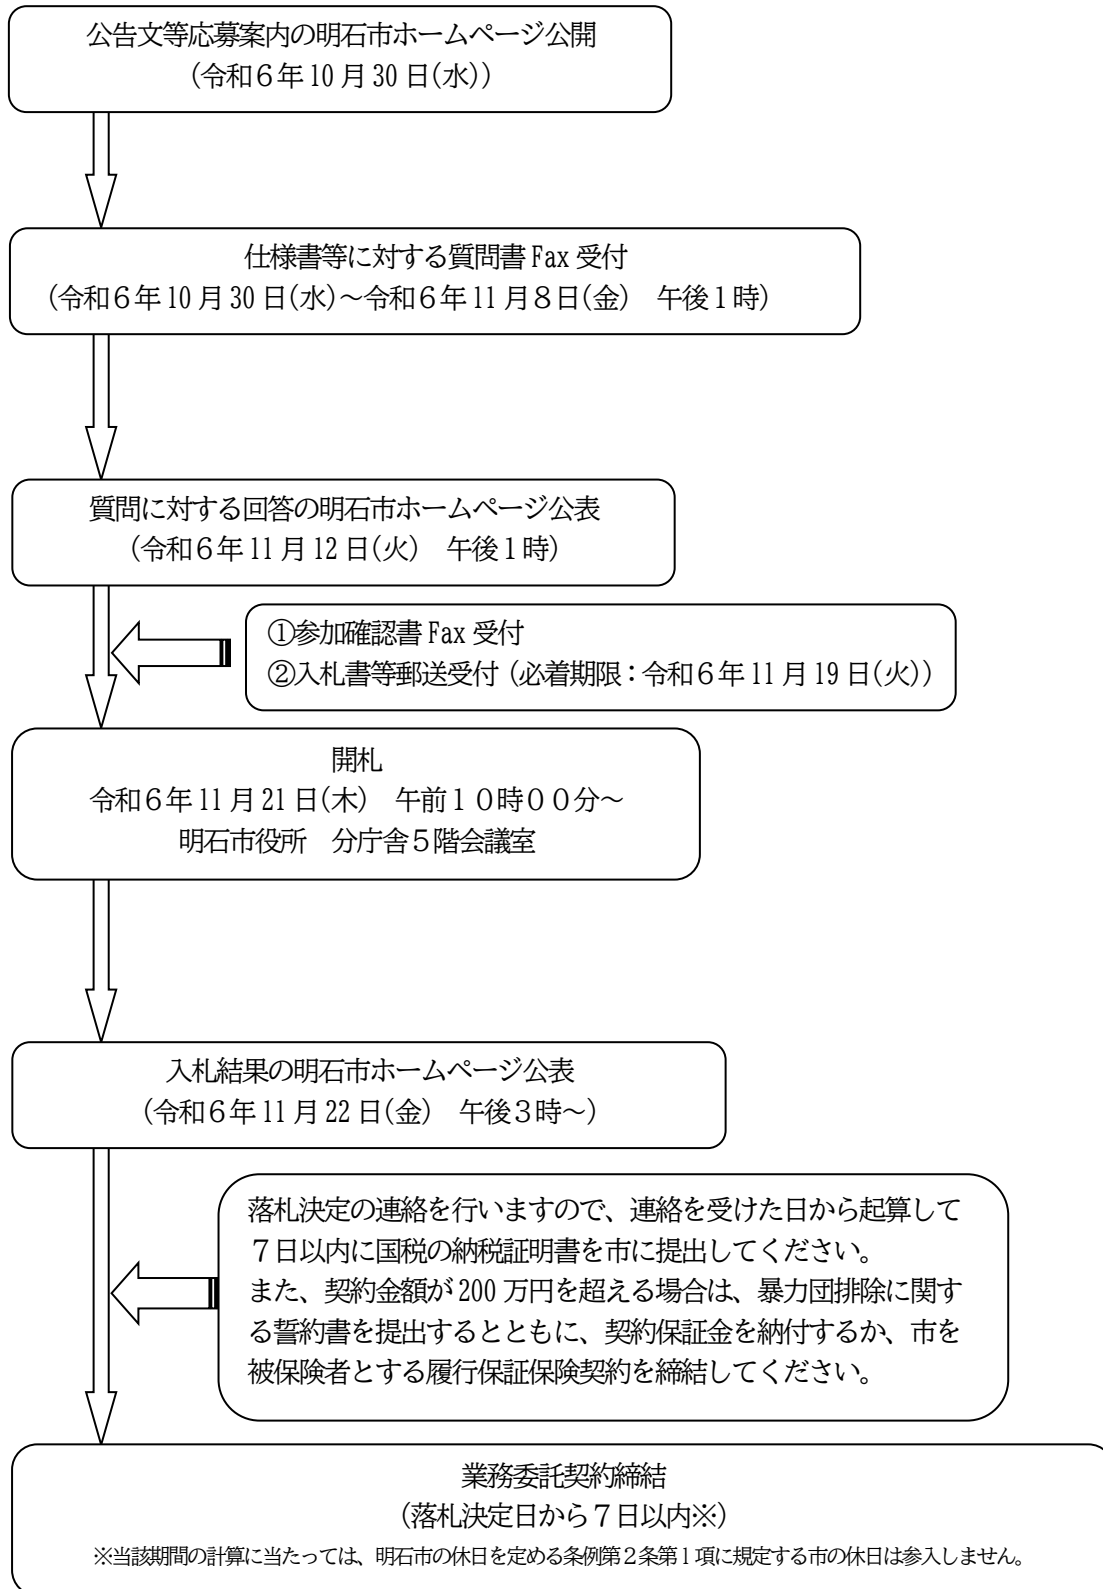 公告文等応募案内の明石市ホームページ公開
（令和６年10月30日(水)）
仕様書等に対する質問書Fax受付
（令和６年10月30日(水)～令和６年11月８日(金)　午後１時）
質問に対する回答の明石市ホームページ公表
（令和６年11月12日(火)　午後１時）
①参加確認書Fax受付
②入札書等郵送受付（必着期限：令和６年11月19日(火)）
開札
令和６年11月21日(木)　午前１０時００分～
明石市役所　分庁舎５階会議室
入札結果の明石市ホームページ公表
（令和６年11月22日(金)　午後３時～）
落札決定の連絡を行いますので、連絡を受けた日から起算して
７日以内に国税の納税証明書を市に提出してください。
また、契約金額が200万円を超える場合は、暴力団排除に関す
る誓約書を提出するとともに、契約保証金を納付するか、市を
被保険者とする履行保証保険契約を締結してください。
業務委託契約締結
（落札決定日から７日以内※）
※当該期間の計算に当たっては、明石市の休日を定める条例第２条第１項に規定する市の休日は参入しません。